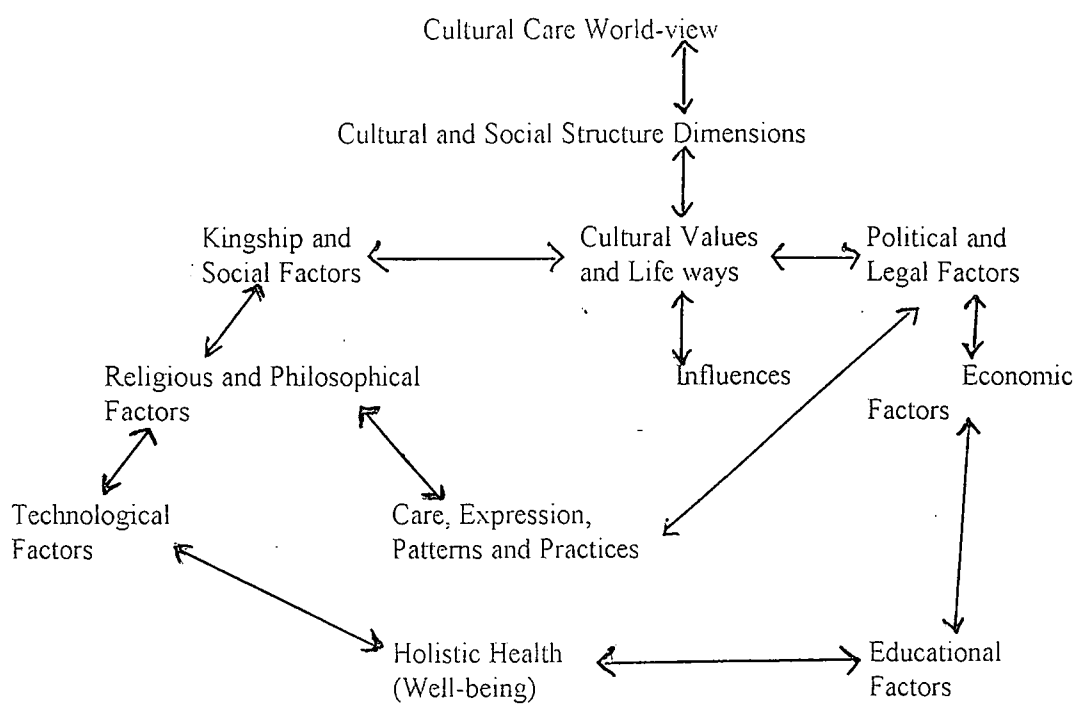 Cultural Care World-view
Cultural and Social Structure Dimensions
Kingship and
Social Factors
Cultural Values
and Life ways
Political and
Legal Factors
Religious and Philosophical
Factors
Influences
Economic
Factors
Technological
Factors
Care, Expression,
Patterns and Practices
Holistic Health
(Well-being)
Educational
Factors